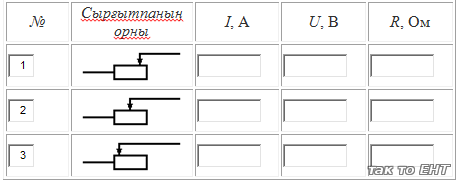 № Сырғытпаның орны I, А U, В R, Ом
1
2
3
так то ЕНТ